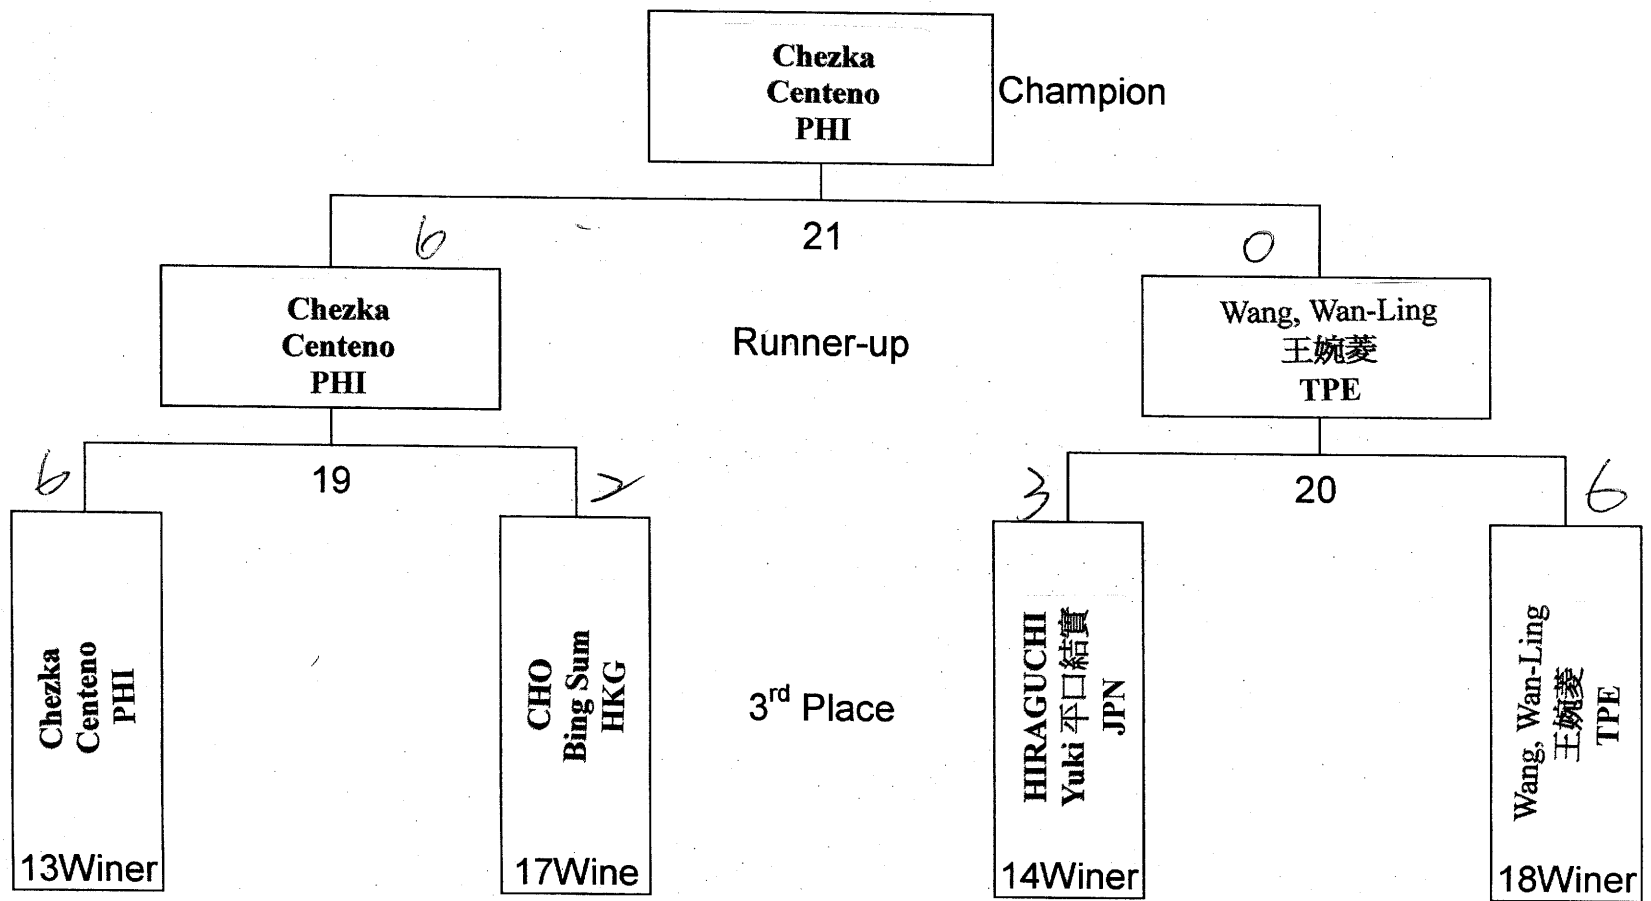 Chezka
Centeno
PHI
Champion
6
21
0
Chezka
Centeno
PHI
Runner-up
Wang, Wan-Ling
王婉菱
TPE
6
19
2
3
20
6
Chezka
Centeno
PHI
13Winer
CHO
Bing Sum
HKG
17Wine
3rd Place
HIRAGUCHI
Yuki 平口結實
JPN
14Winer
Wang, Wan-Ling
王婉菱
TPE
18Winer